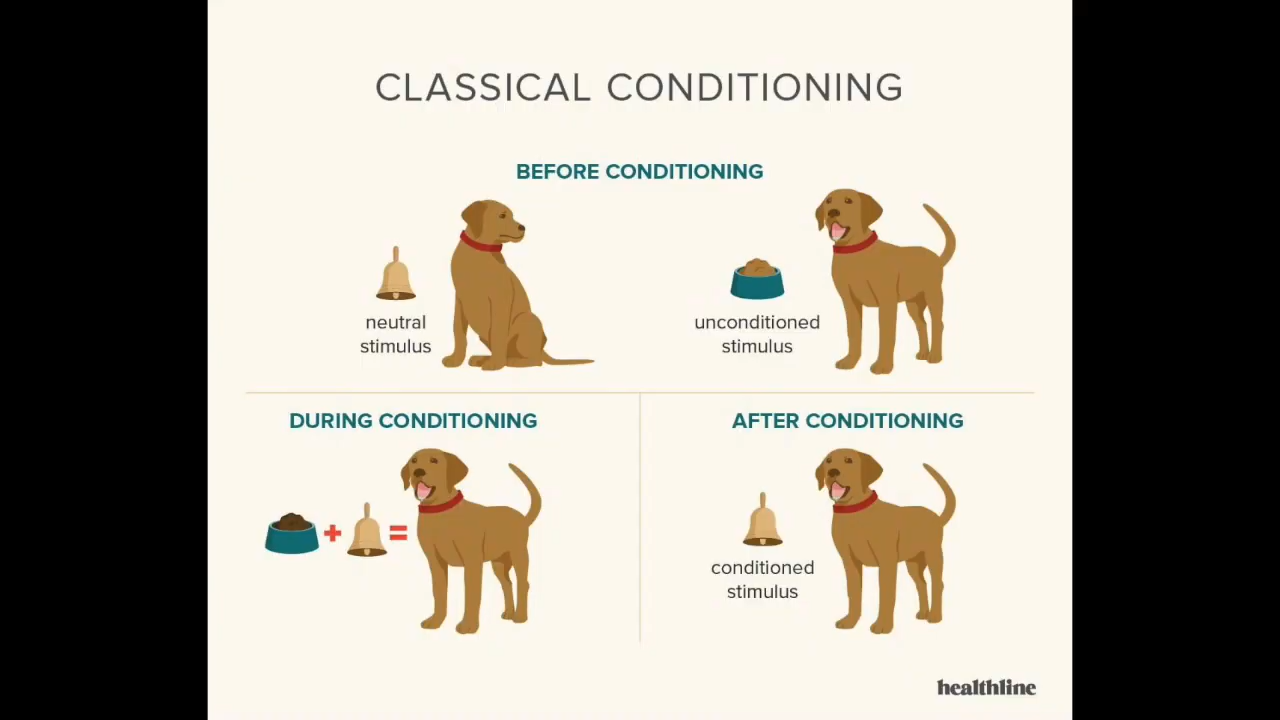 CLASSICAL CONDITIONING
BEFORE CONDITIONING
neutral
stimulus
unconditioned
stimulus
DURING CONDITIONING
+
=
AFTER CONDITIONING
conditioned
stimulus
healthline